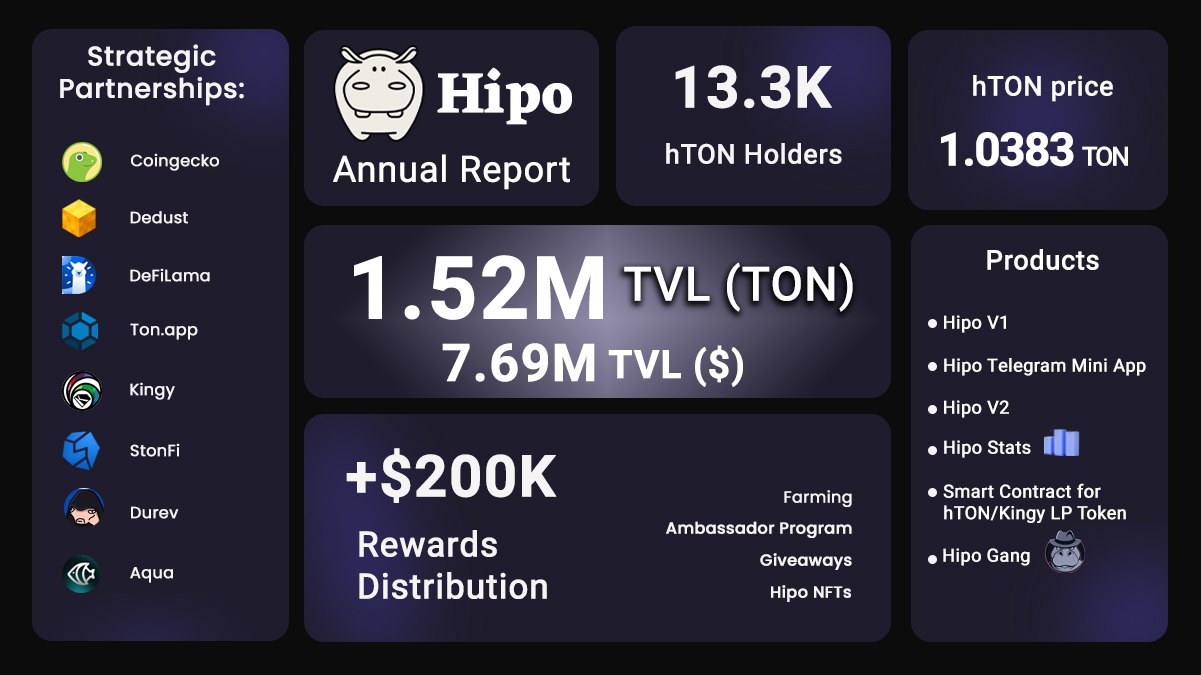 Strategic
Partnerships:
Coingecko
Dedust
DeFiLama
Ton.app
Kingy
StonFi
Durev
Aqua
Hipo
Annual Report
13.3K
hTON Holders
hTON price
1.0383 TON
1.52M TVL (TON)
7.69M TVL ($)
+$200K
Rewards
Distribution
Farming
Ambassador Program
Giveaways
Hipo NFTs
Products
• Hipo V1
• Hipo Telegram Mini App
• Hipo V2
• Hipo Stats
• Smart Contract for
hTON/Kingy LP Token
• Hipo Gang